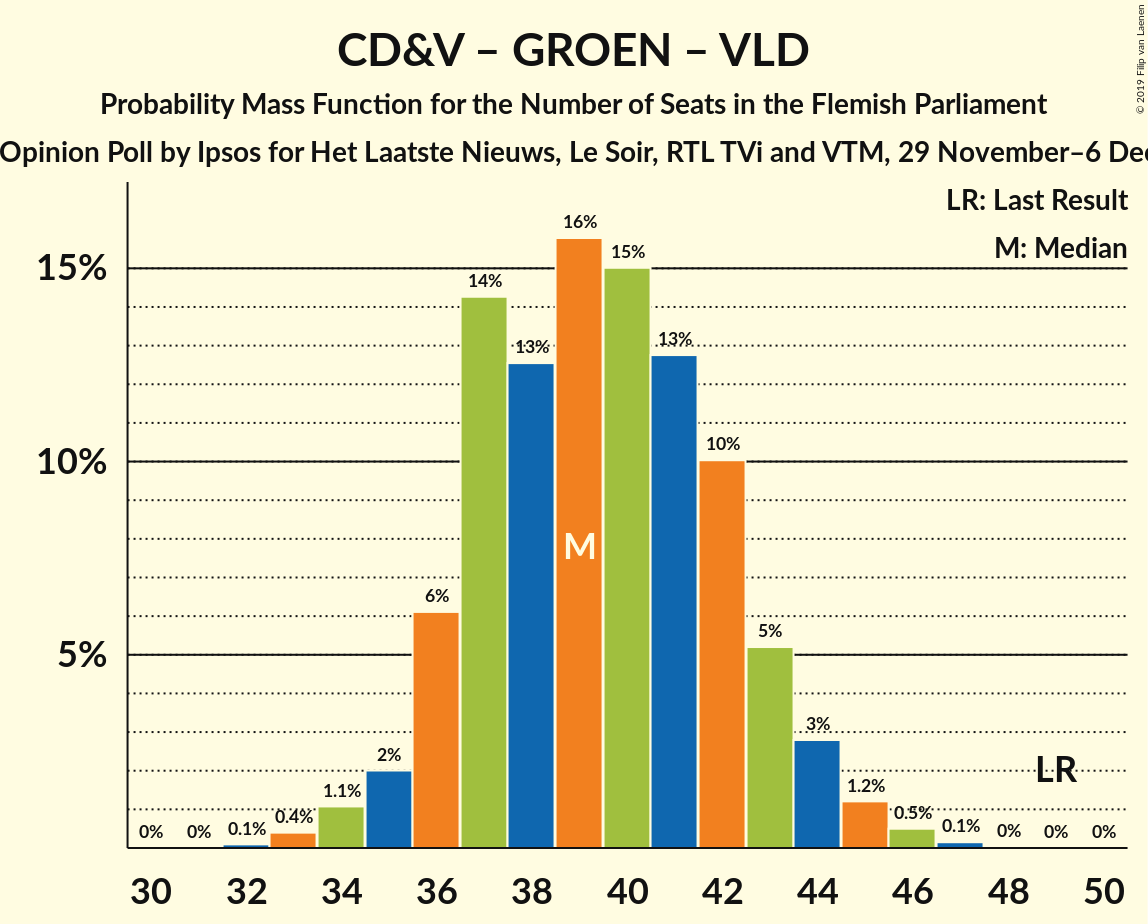 © 2019 Filip van Laenen
CD&V – GROEN – VLD
Probability Mass Function for the Number of Seats in the Flemish Parliament
Opinion Poll by Ipsos for Het Laatste Nieuws, Le Soir, RTL TVi and VTM, 29 November–6 Dec
LR: Last Result
M: Median
15%
10%
5%
0% 0% 0.1% 0.4% 1.1% 2% 6% 14% 13% 16% 15% 13% 10% 5% 3% 1.2% 0.5% 0.1% 0% 0% 0%
M
LR
30 32 34 36 38 40 42 44 46 48 50